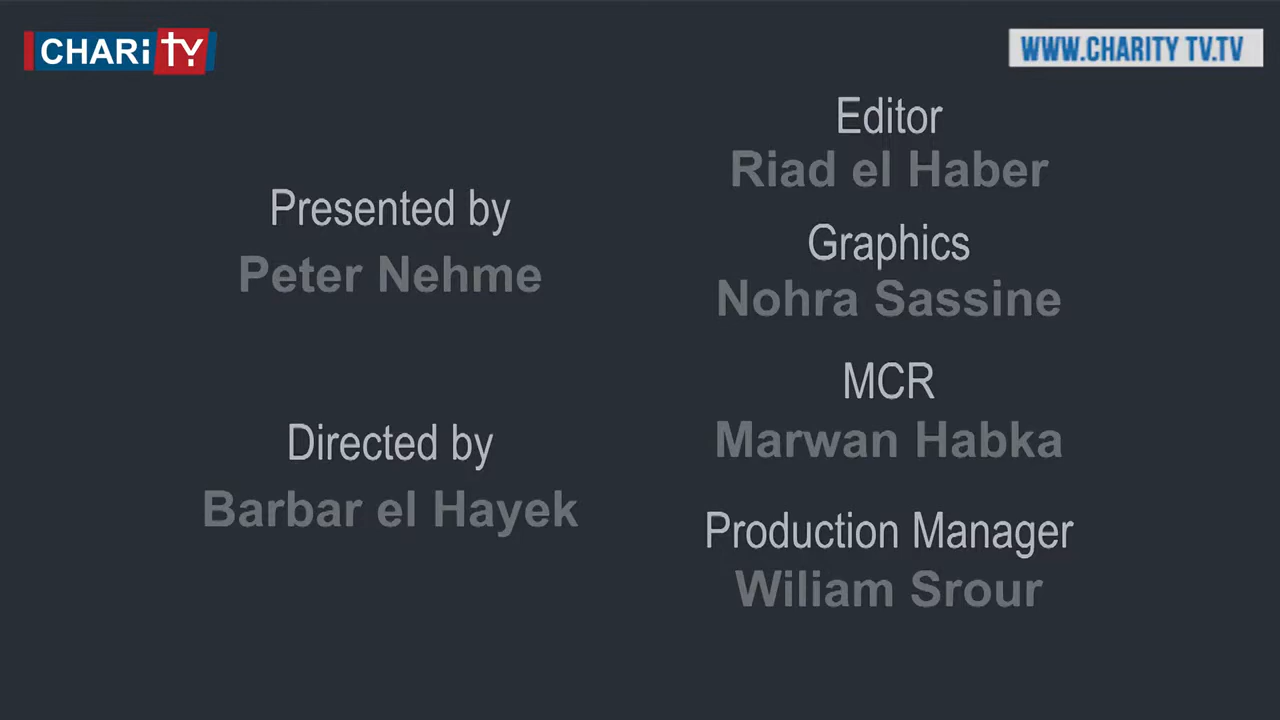 CHARiTY
WWW.CHARITY TV.TV
Presented by
Peter Nehme
Directed by
Barbar el Hayek
Editor
Riad el Haber
Graphics
Nohra Sassine
MCR
Marwan Habka
Production Manager
Wiliam Srour